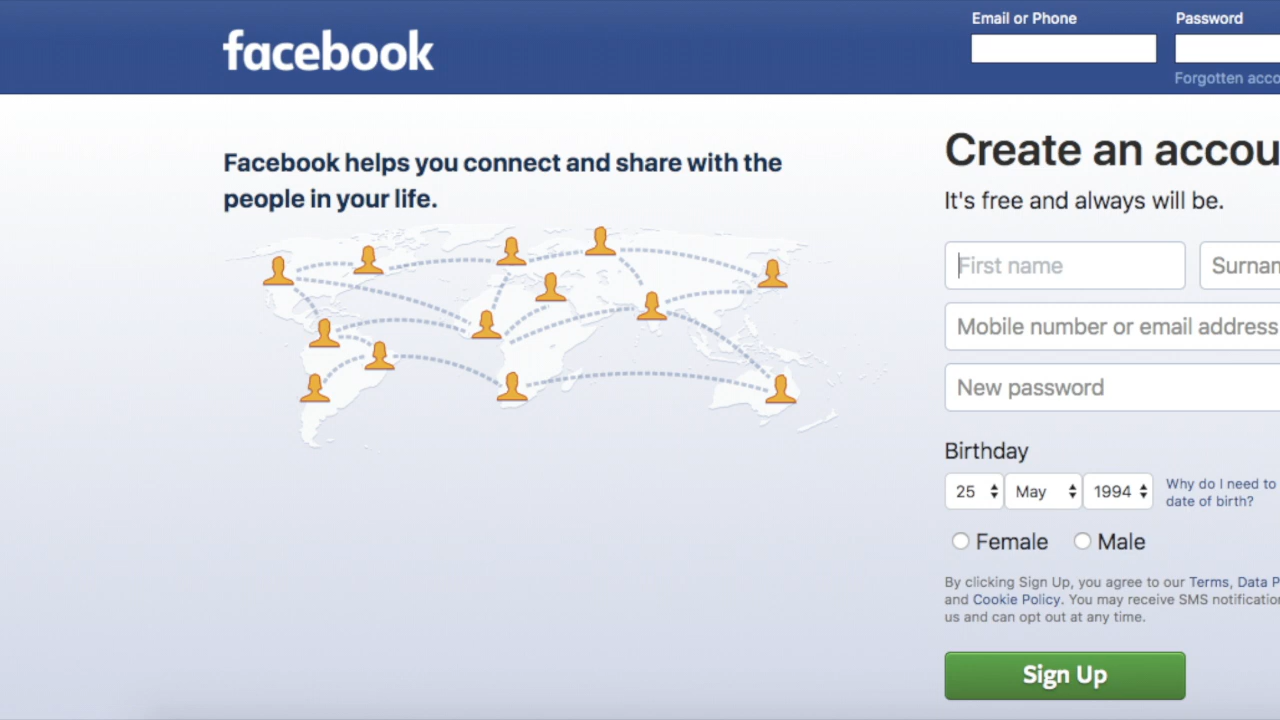 facebook
Email or Phone
Password
Forgotten acco
Facebook helps you connect and share with the
people in your life.
Create an accou
It's free and always will be.
First name
Surnam
Mobile number or email address
New password
Birthday
25 May 1994
Why do I need to
date of birth?
Female Male
By clicking Sign Up, you agree to our Terms, Data P
and Cookie Policy. You may receive SMS notification
us and can opt out at any time.
Sign Up